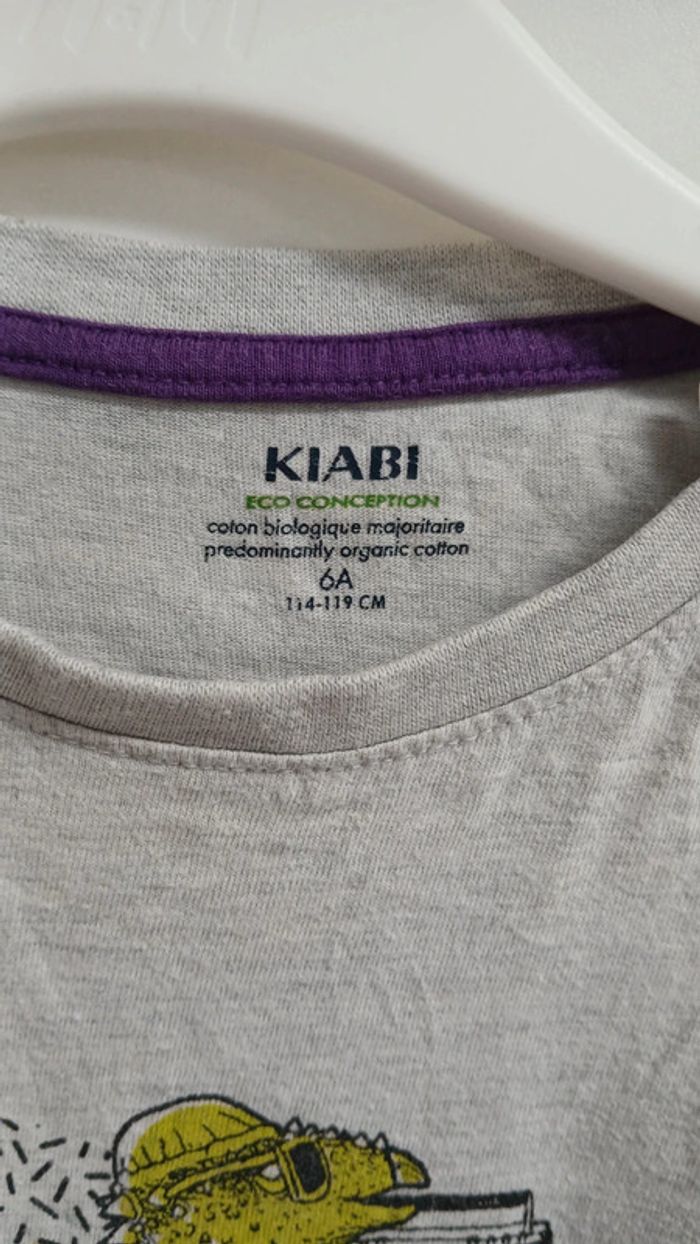 KIABI
ECO CONCEPTION
coton biologique majoritaire
predominantly organic cotton
6A
114-119 CM